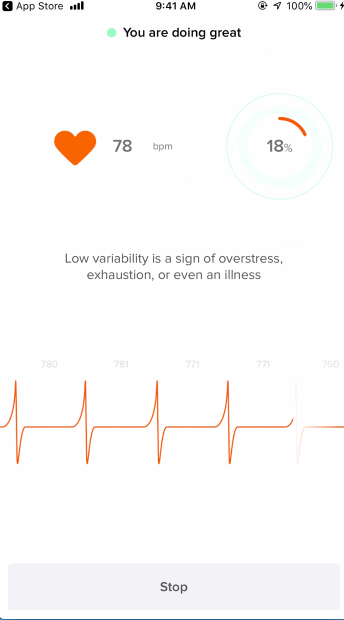 App Store
9:41 AM
100%
You are doing great
78 bpm
18%
Low variability is a sign of overstress,
exhaustion, or even an illness
780 781 771 771 760
Stop